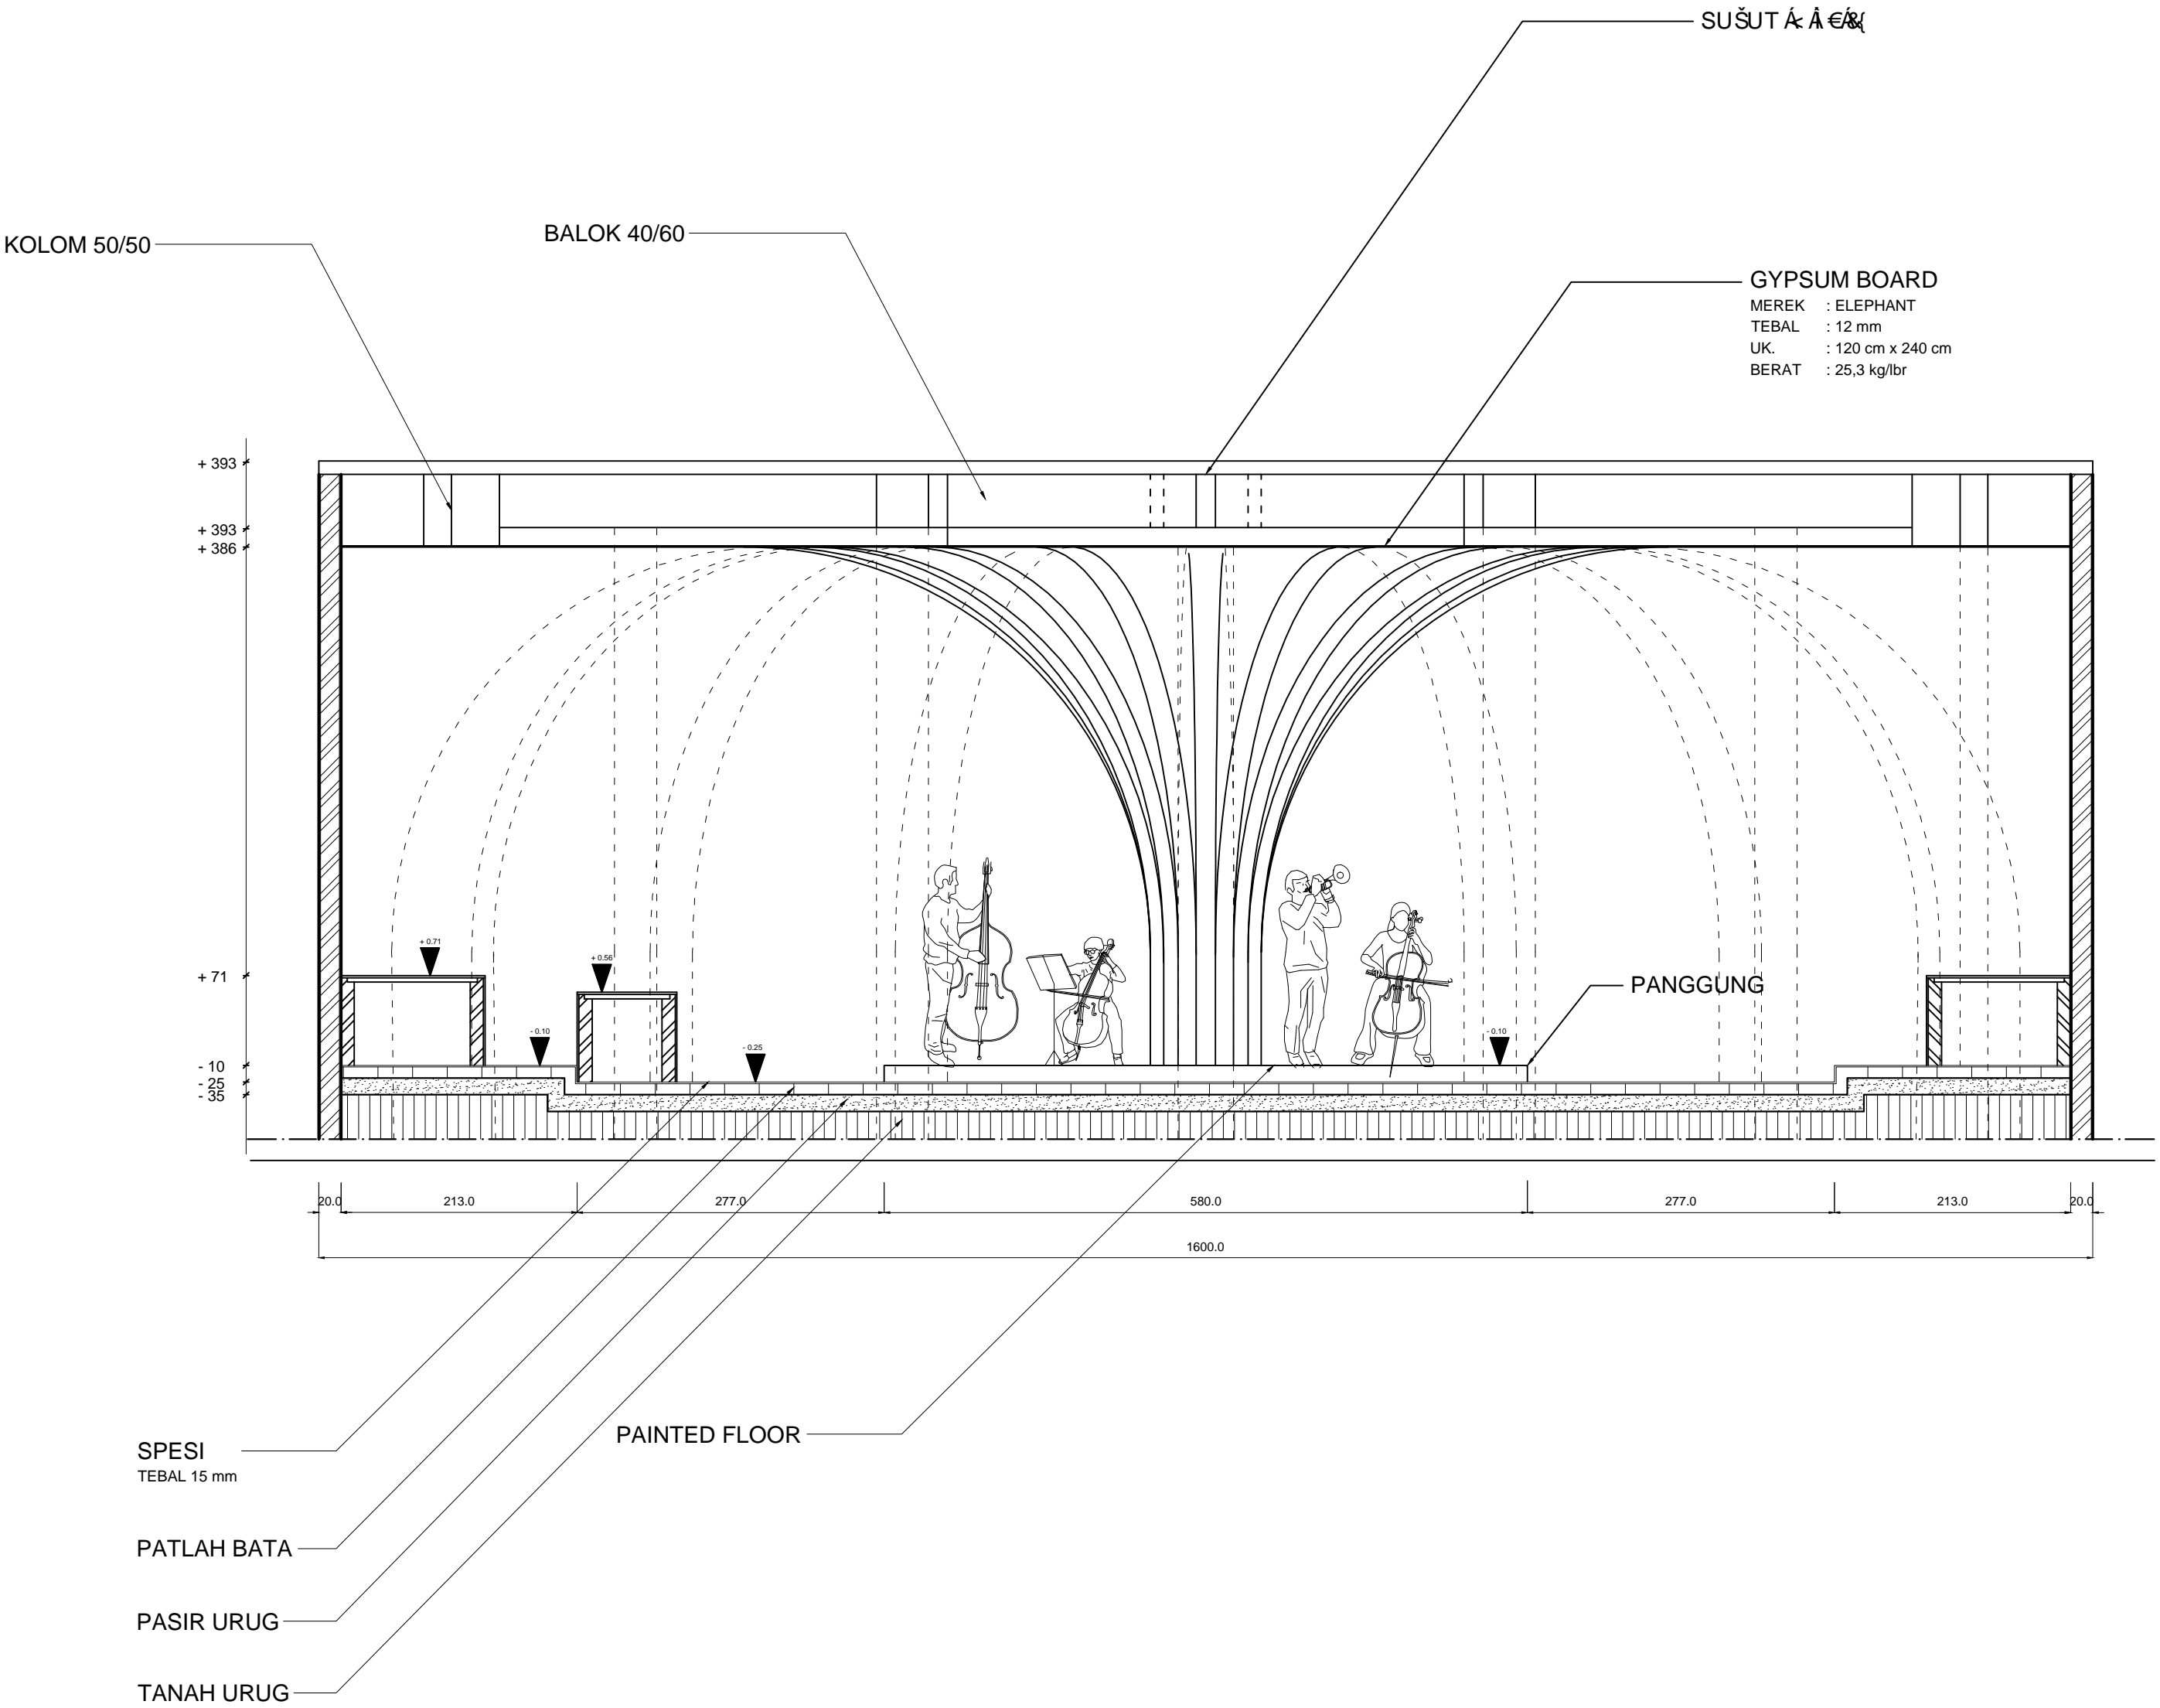 SUŠUT Á< Â€Á&{
KOLOM 50/50
BALOK 40/60
GYPSUM BOARD
MEREK : ELEPHANT
TEBAL : 12 mm
UK. : 120 cm x 240 cm
BERAT : 25,3 kg/lbr
+ 393
+ 393
+ 386
+ 0.71
+ 0.56
+ 71
PANGGUNG
- 0.10
- 0.25
- 0.10
- 10
- 25
- 35
20.0 213.0 277.0 580.0 277.0 213.0 20.0
1600.0
PAINTED FLOOR
SPESI
TEBAL 15 mm
PATLAH BATA
PASIR URUG
TANAH URUG